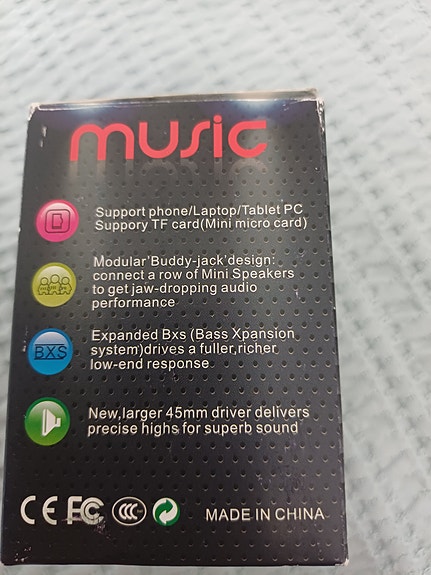 music
Support phone/Laptop/Tablet PC
Suppory TF card(Mini micro card)
Modular'Buddy-jack'design:
connect a row of Mini Speakers
to get jaw-dropping audio
performance
BXS
Expanded Bxs (Bass Xpansion
system)drives a fuller,richer
low-end response
New,larger 45mm driver delivers
precise highs for superb sound
CE FC CCC MADE IN CHINA